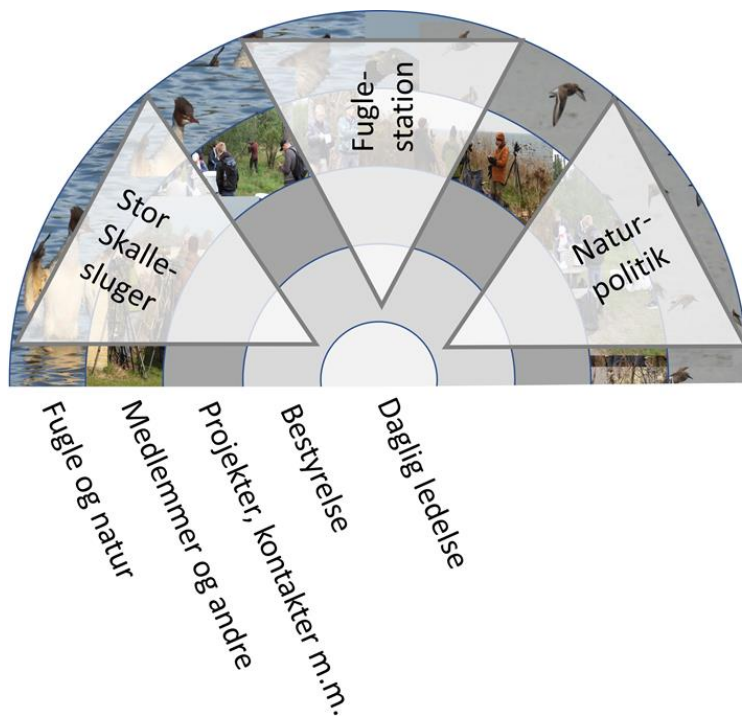 Fugle-
station
Stor
Skalle-
sluger
Natur-
politik
Fugle og natur
Medlemmer og andre
Projekter, kontakter m.m.
Bestyrelse
Daglig ledelse